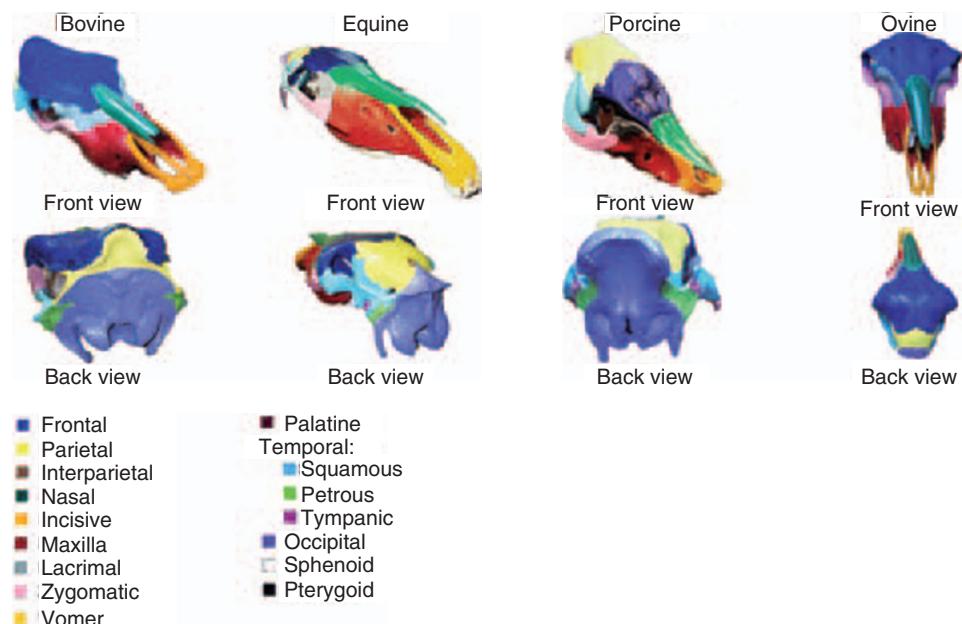 Bovine
Equine
Porcine
Ovine
Front view
Front view
Front view
Front view
Back view
Back view
Back view
Back view
Frontal
Parietal
Interparietal
Nasal
Incisive
Maxilla
Lacrimal
Zygomatic
Vomer
Palatine
Temporal:
Squamous
Petrous
Tympanic
Occipital
Sphenoid
Pterygoid